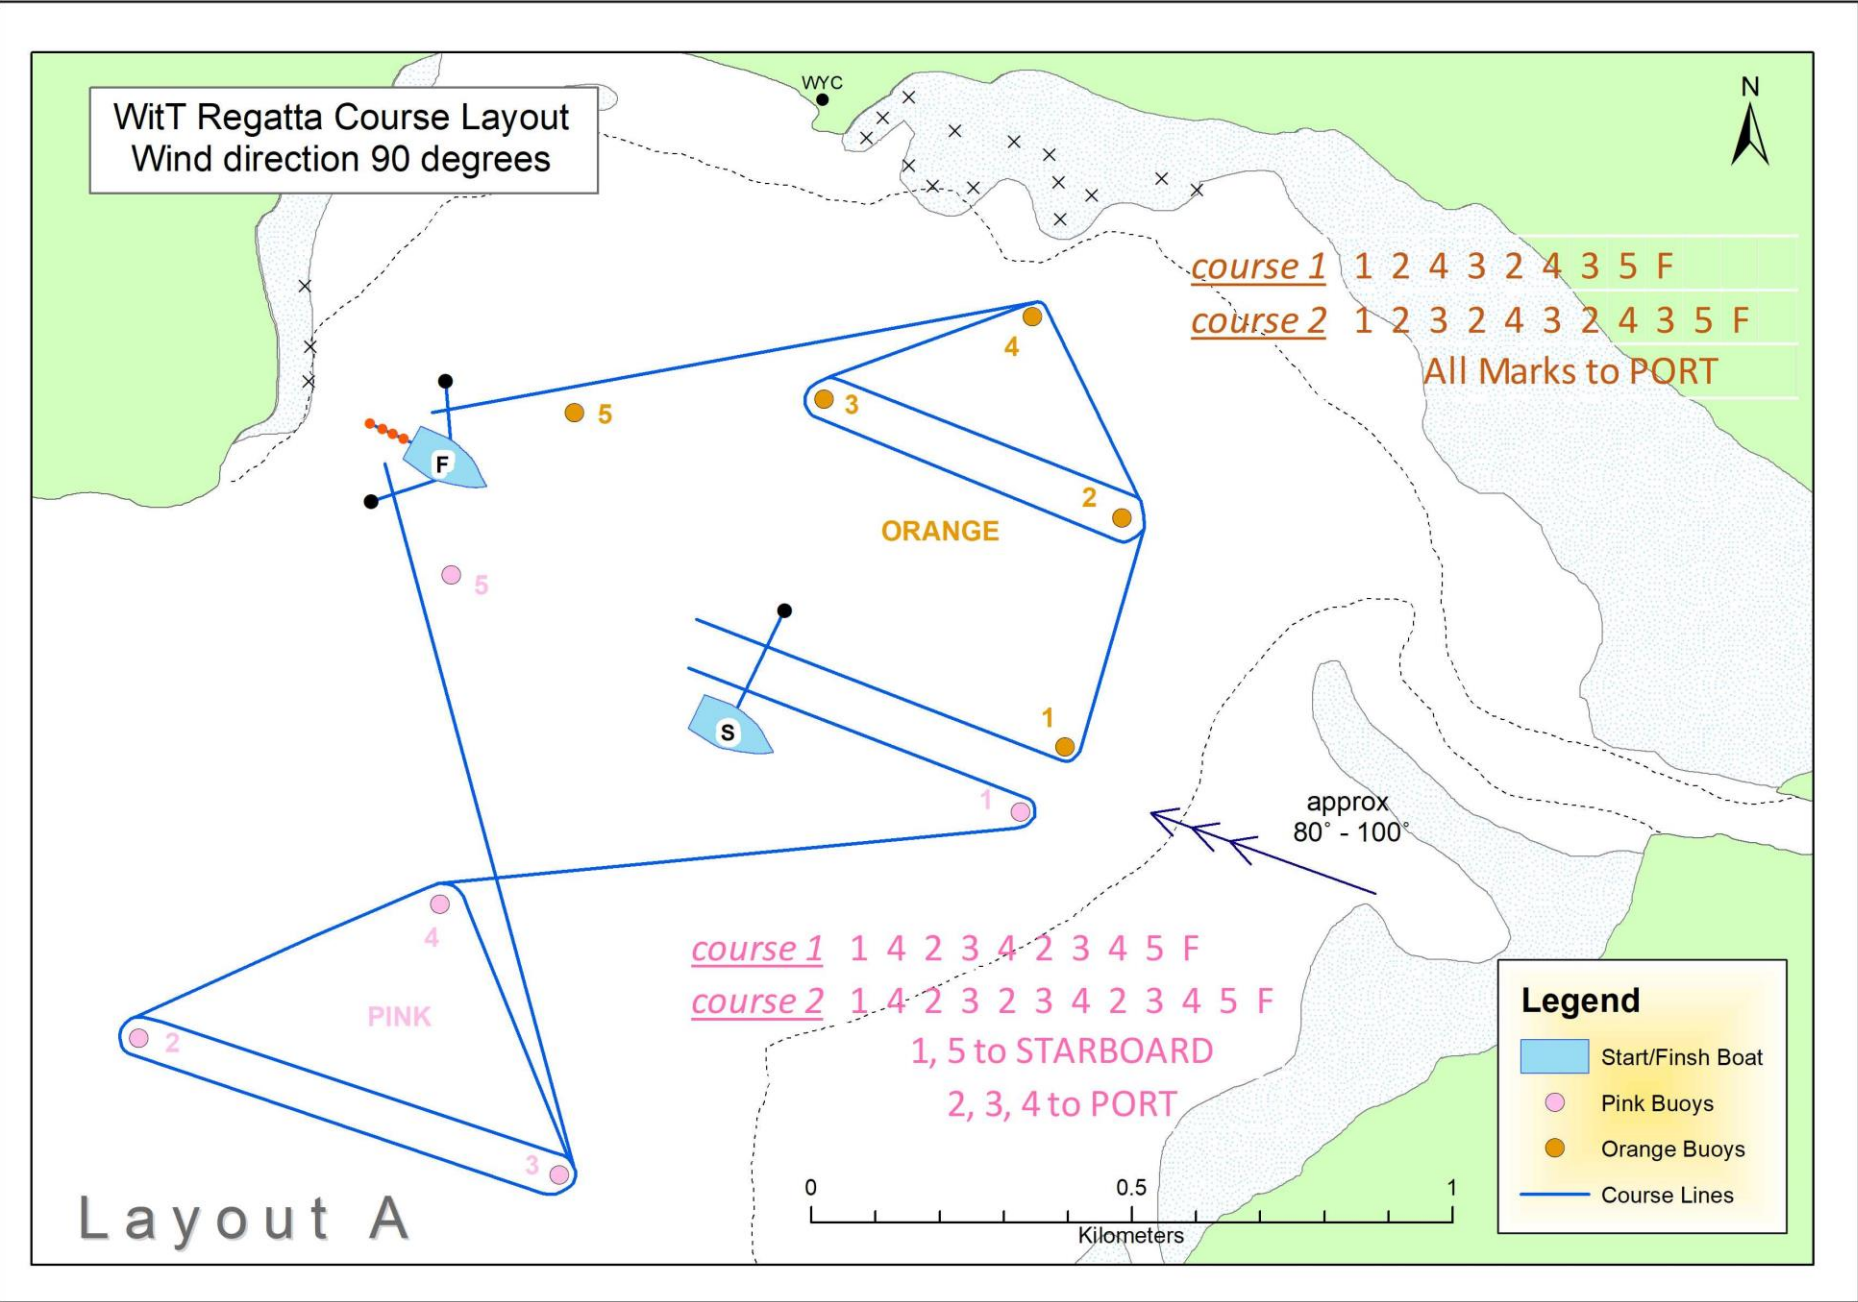 WitT Regatta Course Layout
Wind direction 90 degrees
WYC
N
course 1 1 2 4 3 2 4 3 5 F
course 2 1 2 3 2 4 3 2 4 3 5 F
All Marks to PORT
4
3
5
F
2
ORANGE
5
S
1
1
approx
80˚ - 100˚
4
PINK
2
3
course 1 1 4 2 3 4 2 3 4 5 F
course 2 1 4 2 3 2 3 4 2 3 4 5 F
1, 5 to STARBOARD
2, 3, 4 to PORT
Legend
Start/Finsh Boat
Pink Buoys
Orange Buoys
Course Lines
0 0.5 1
Kilometers
Layout A